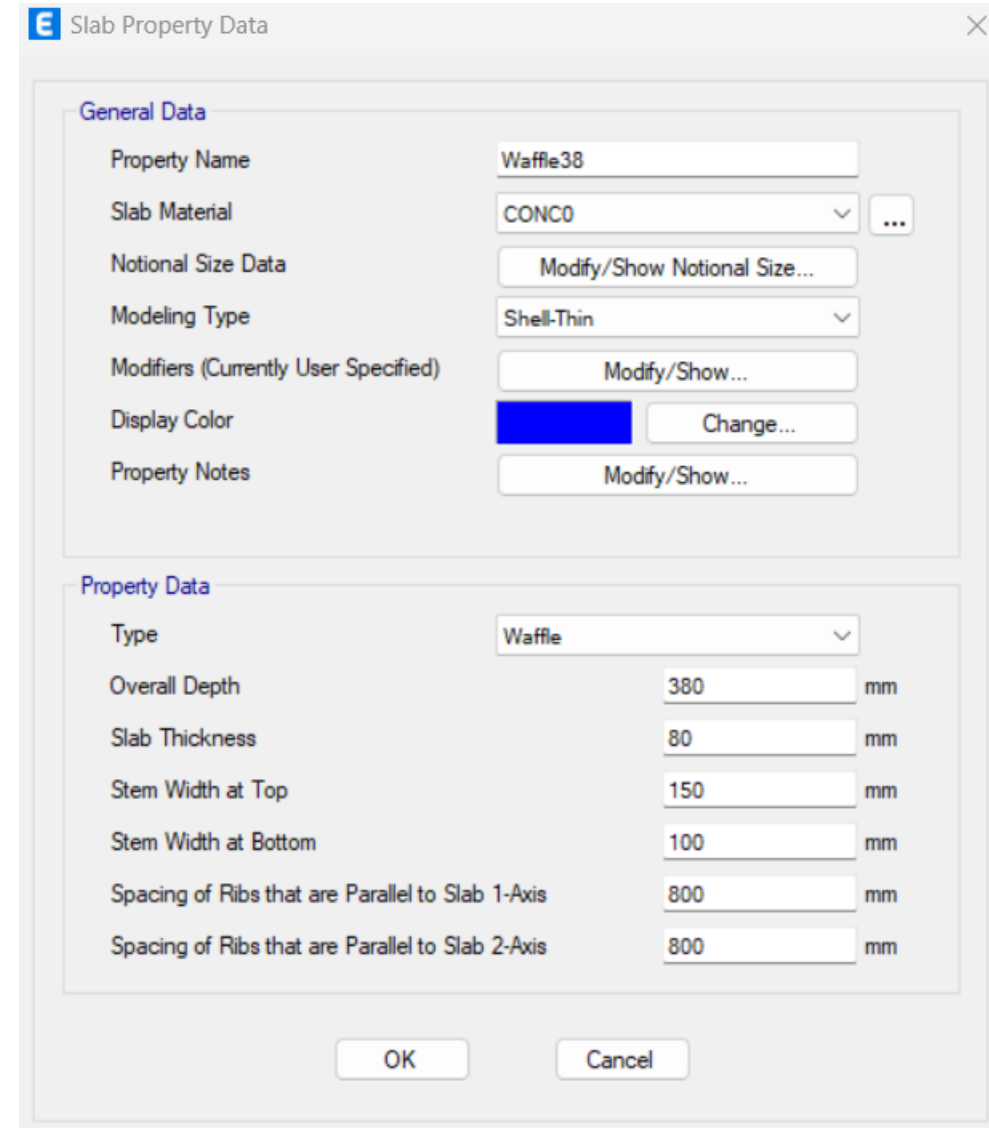 E Slab Property Data
General Data
Property Name Waffle38
Slab Material CONC0 ...
Notional Size Data Modify/Show Notional Size...
Modeling Type Shell-Thin
Modifiers (Currently User Specified) Modify/Show...
Display Color Change...
Property Notes Modify/Show...
Property Data
Type Waffle
Overall Depth 380 mm
Slab Thickness 80 mm
Stem Width at Top 150 mm
Stem Width at Bottom 100 mm
Spacing of Ribs that are Parallel to Slab 1-Axis 800 mm
Spacing of Ribs that are Parallel to Slab 2-Axis 800 mm
OK Cancel